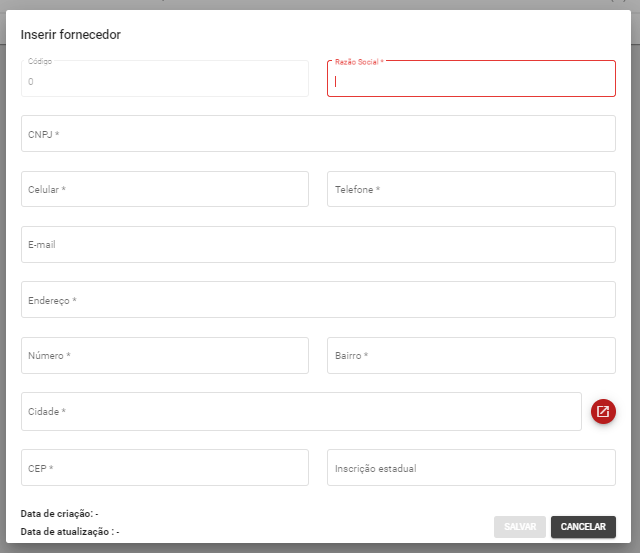 Inserir fornecedor
Código
Razão Social *
0
CNPJ *
Celular *
Telefone *
E-mail
Endereço *
Número *
Bairro *
Cidade *
CEP *
Inscrição estadual
Data de criação: -
Data de atualização : -
SALVAR
CANCELAR